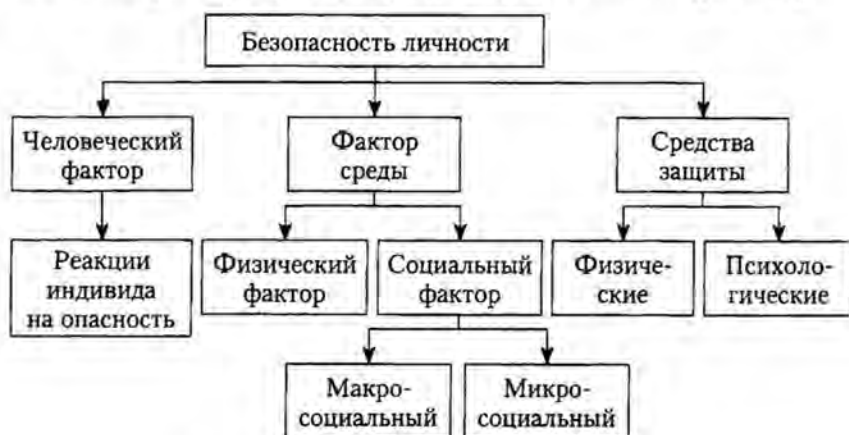 Безопасность личности
Человеческий
фактор
Фактор
среды
Средства
защиты
Реакции
индивида
на опасность
Физический
фактор
Социальный
фактор
Физиче-
ские
Психоло-
гические
Макро-
социальный
Микро-
социальный